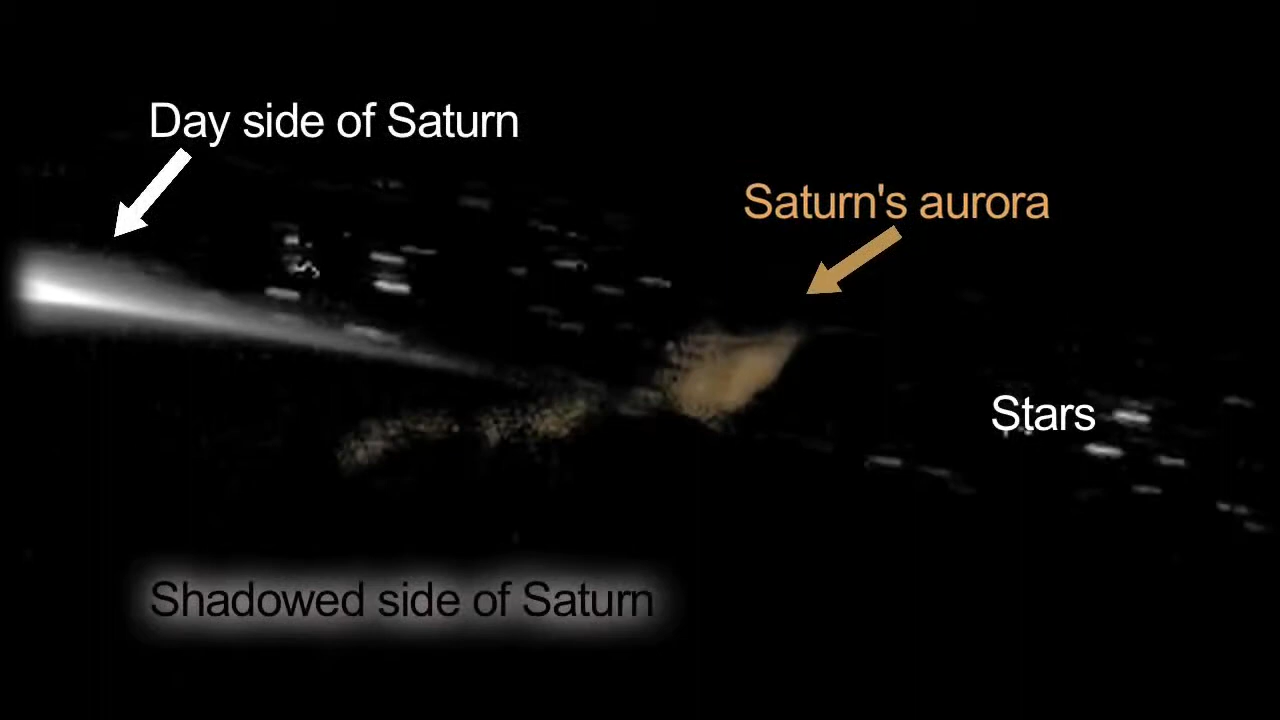 Day side of Saturn
Saturn's aurora
Stars
Shadowed side of Saturn